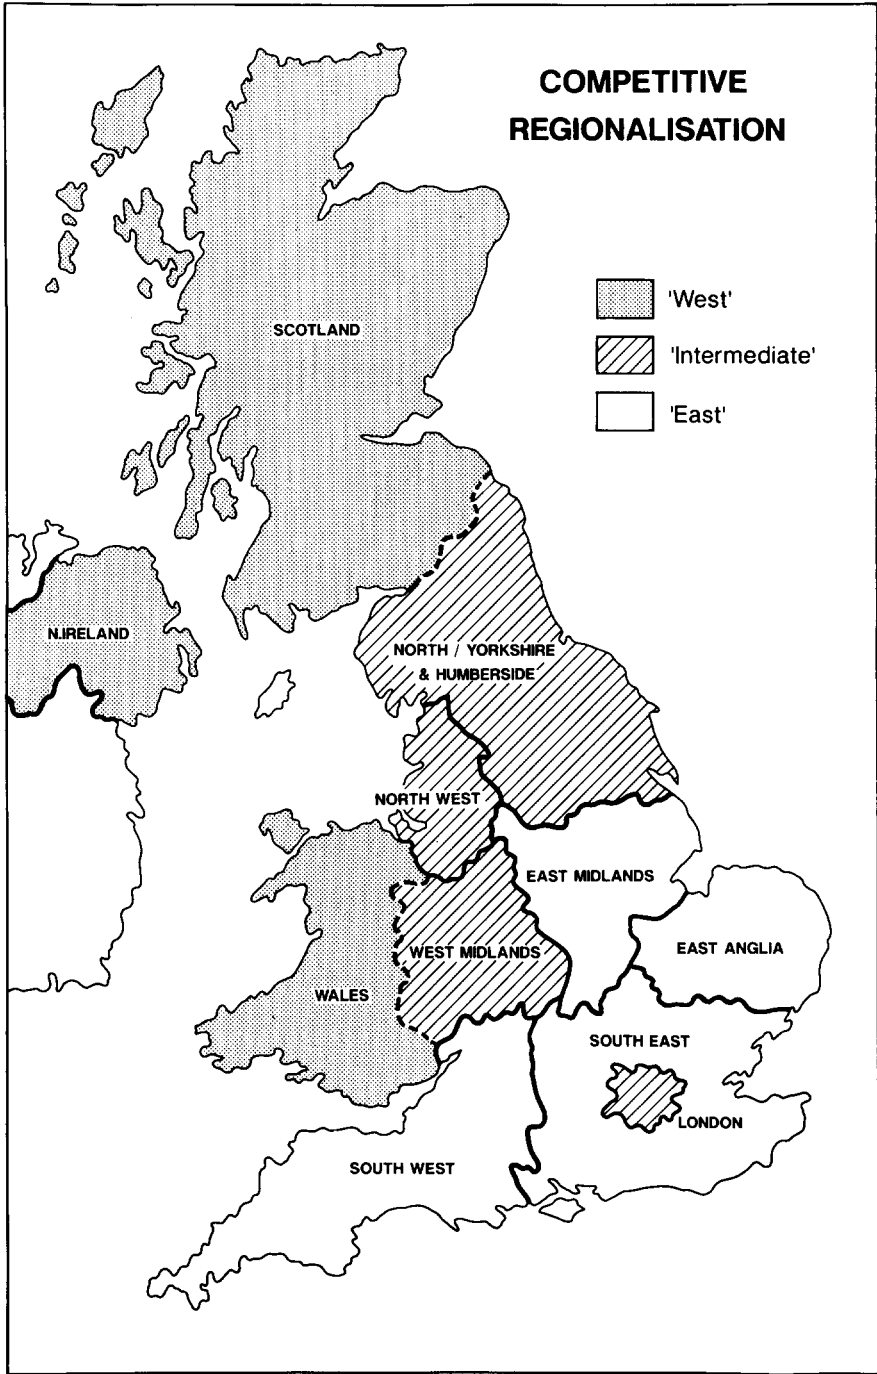 COMPETITIVE
REGIONALISATION
'West'
'Intermediate'
'East'
SCOTLAND
N.IRELAND
NORTH / YORKSHIRE
& HUMBERSIDE
NORTH WEST
EAST MIDLANDS
WEST MIDLANDS
EAST ANGLIA
WALES
SOUTH EAST
LONDON
SOUTH WEST